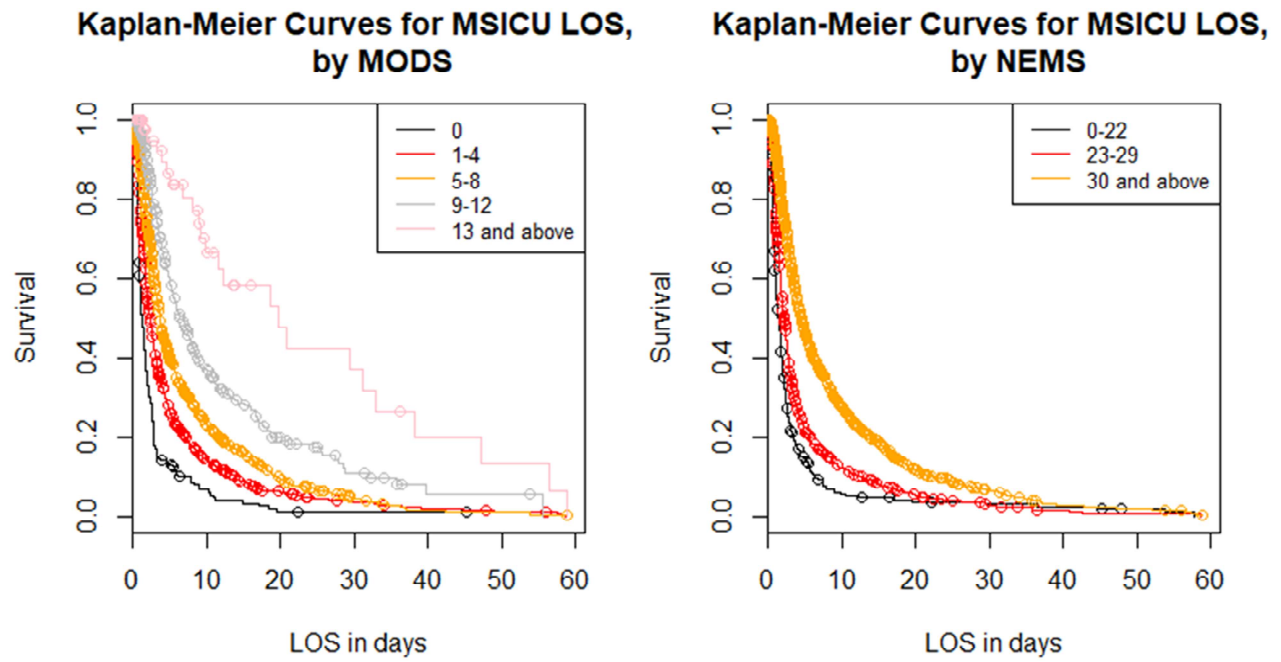 Kaplan-Meier Curves for MSICU LOS,
by MODS
Survival
0.0 0.2 0.4 0.6 0.8 1.0
0
1-4
5-8
9-12
13 and above
0 10 20 30 40 50 60
LOS in days
Kaplan-Meier Curves for MSICU LOS,
by NEMS
Survival
0.0 0.2 0.4 0.6 0.8 1.0
0-22
23-29
30 and above
0 10 20 30 40 50 60
LOS in days